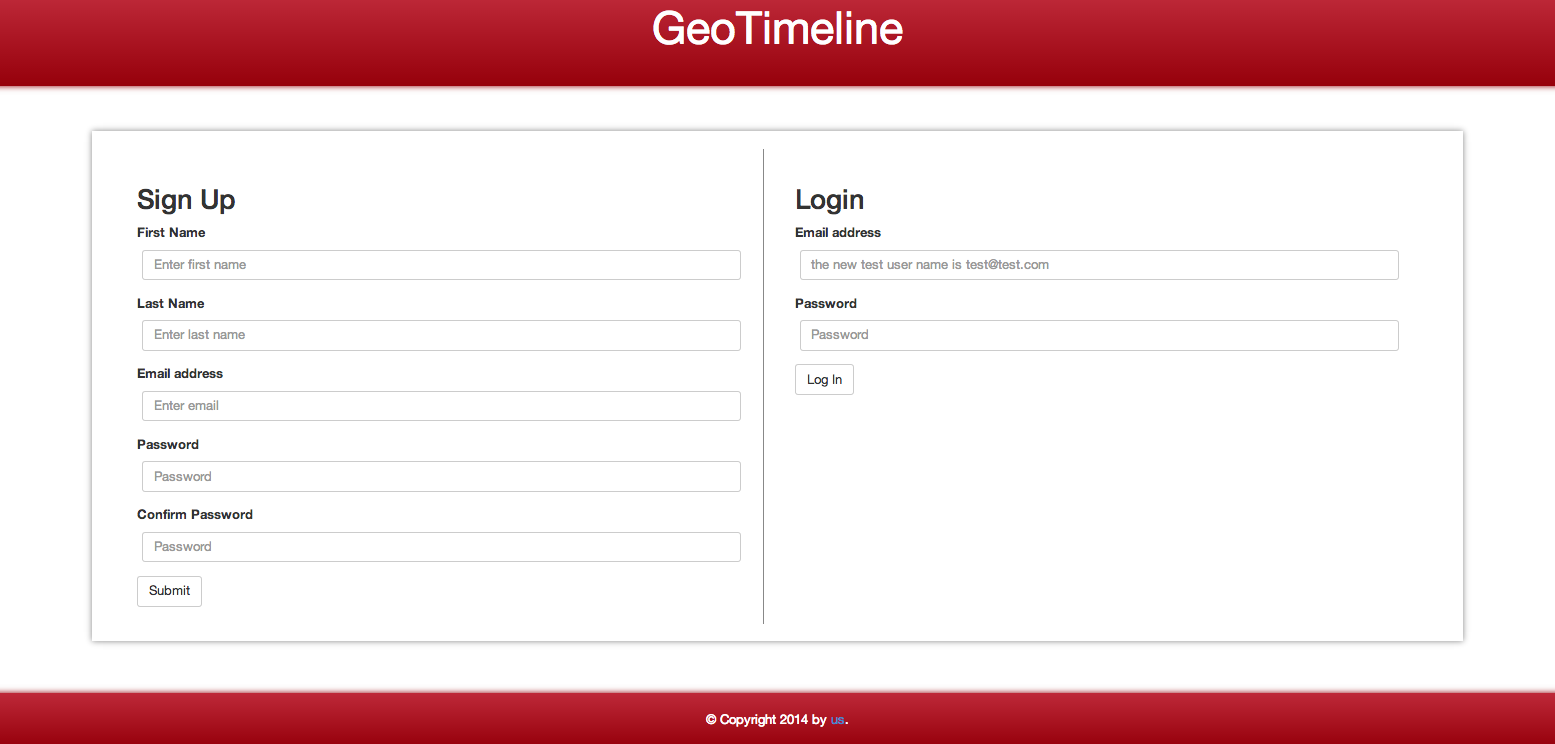 GeoTimeline
Sign Up
First Name
Enter first name
Last Name
Enter last name
Email address
Enter email
Password
Password
Confirm Password
Password
Submit
Login
Email address
the new test user name is test@test.com
Password
Password
Log In
© Copyright 2014 by us.